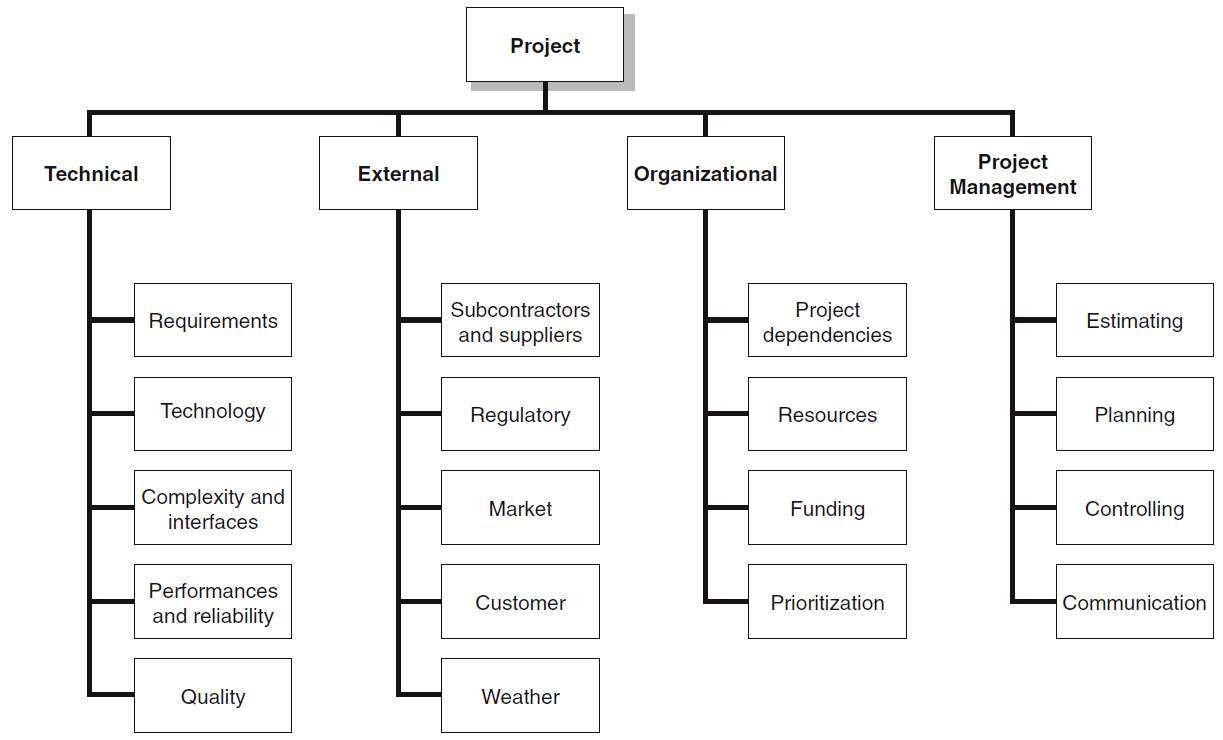 Project
Technical
External
Organizational
Project
Management
Requirements
Technology
Complexity and
interfaces
Performances
and reliability
Quality
Subcontractors
and suppliers
Regulatory
Market
Customer
Weather
Project
dependencies
Resources
Funding
Prioritization
Estimating
Planning
Controlling
Communication